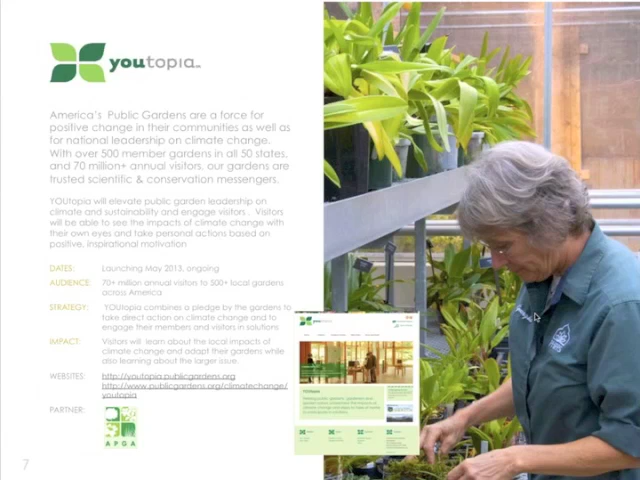 youtopia
America's Public Gardens are a force for
positive change in their communities as well as
for national leadership on climate change.
With over 500 member gardens in all 50 states,
and 70 million+ annual visitors, our gardens are
trusted scientific & conservation messengers.
YOUtopia will elevate public garden leadership on
climate and sustainability and engage visitors . Visitors
will be able to see the impacts of climate change with
their own eyes and take personal actions based on
positive, inspirational motivation
DATES: Launching May 2013, ongoing
AUDIENCE: 70+ million annual visitors to 500+ local gardens
across America
STRATEGY: YOUtopia combines a pledge by the gardens to
take direct action on climate change and to
engage their members and visitors in solutions
IMPACT: Visitors will learn about the local impacts of
climate change and adapt their gardens while
also learning about the larger issue.
WEBSITES: http://youtopia.publicgardens.org
http://www.publicgardens.org/climatechange/
youtopia
PARTNER:
APGA
7